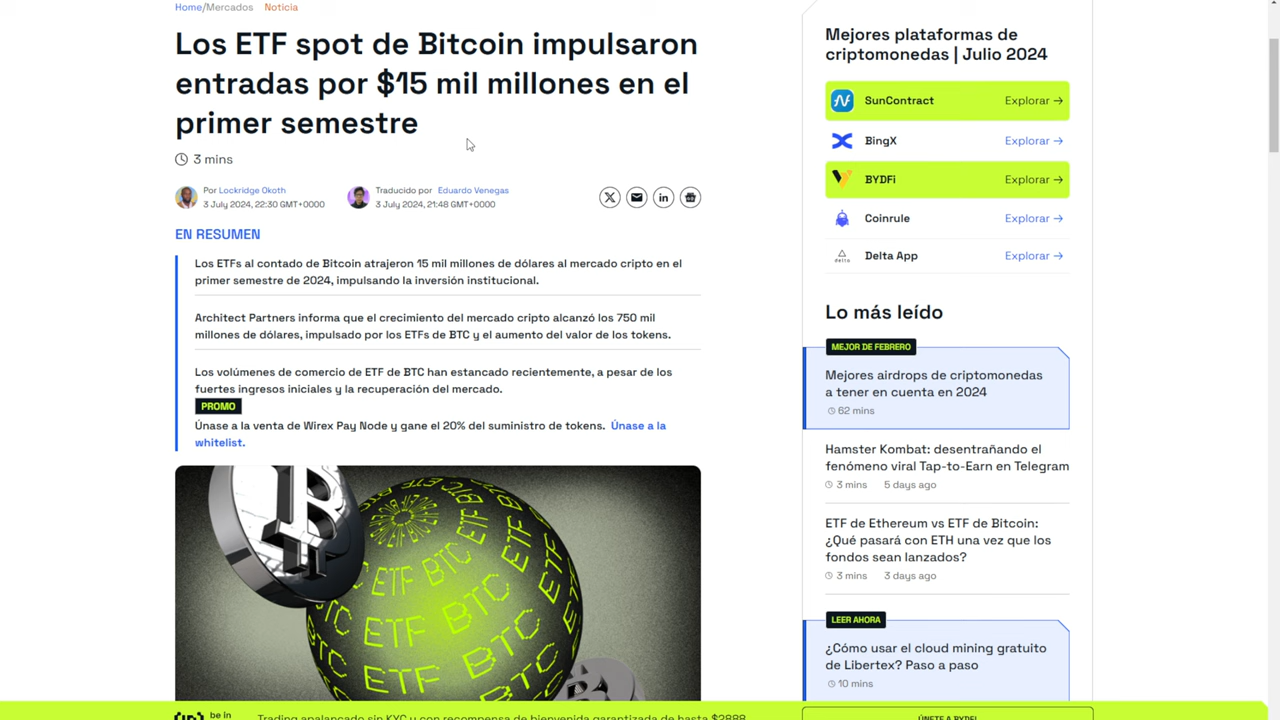 Home/Mercados Noticia
Los ETF spot de Bitcoin impulsaron
entradas por $15 mil millones en el
primer semestre
3 mins
Por Lockridge Okoth
3 July 2024, 22:30 GMT+0000
Traducido por Eduardo Venegas
3 July 2024, 21:48 GMT+0000
EN RESUMEN
Los ETFs al contado de Bitcoin atrajeron 15 mil millones de dólares al mercado cripto en el
primer semestre de 2024, impulsando la inversión institucional.
Architect Partners informa que el crecimiento del mercado cripto alcanzó los 750 mil
millones de dólares, impulsado por los ETFs de BTC y el aumento del valor de los tokens.
Los volúmenes de comercio de ETF de BTC han estancado recientemente, a pesar de los
fuertes ingresos iniciales y la recuperación del mercado.
PROMO
Únase a la venta de Wirex Pay Node y gane el 20% del suministro de tokens. Únase a la
whitelist.
ETF BTC
ETF BTC
BTC ETF BTC
Mejores plataformas de
criptomonedas | Julio 2024
SunContract Explorar →
BingX Explorar →
BYDFi Explorar →
Coinrule Explorar →
delta
Delta App Explorar →
Lo más leído
MEJOR DE FEBRERO
Mejores airdrops de criptomonedas
a tener en cuenta en 2024
62 mins
Hamster Kombat: desentrañando el
fenómeno viral Tap-to-Earn en Telegram
3 mins 5 days ago
ETF de Ethereum vs ETF de Bitcoin:
¿Qué pasará con ETH una vez que los
fondos sean lanzados?
3 mins 3 days ago
LEER AHORA
¿Cómo usar el cloud mining gratuito
de Libertex? Paso a paso
10 mins
be in
Trading apalancado sin KYC y con recompensa de bienvenida garantizada de hasta $2888
ÚNETE A BYDFI